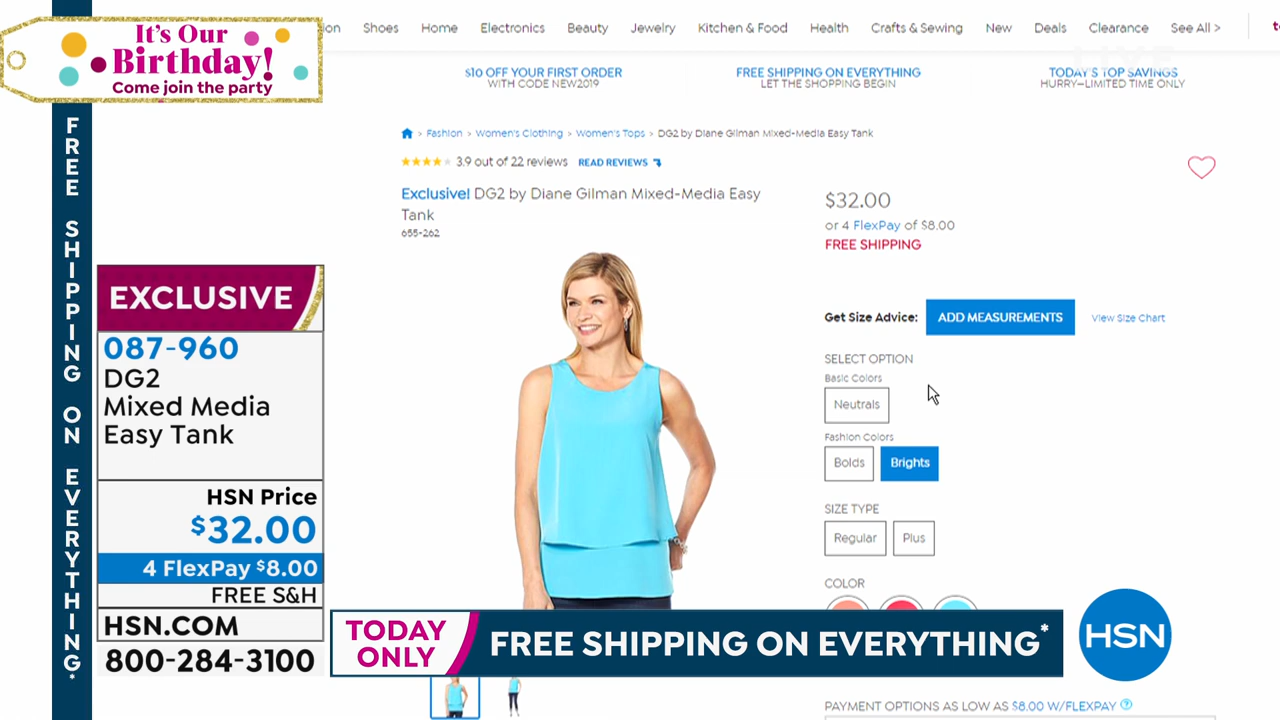 It's Our
Birthday!
Come join the party
Shoes
Home
Electronics
Beauty
Jewelry
Kitchen & Food
Health
Crafts & Sewing
New
Deals
Clearance
See All >
LIVE
$10 OFF YOUR FIRST ORDER
WITH CODE NEW2019
FREE SHIPPING ON EVERYTHING
LET THE SHOPPING BEGIN
TODAY'S TOP SAVINGS
HURRY—LIMITED TIME ONLY
FREE SHIPPING ON EVERYTHING*
> Fashion > Women's Clothing > Women's Tops > DG2 by Diane Gilman Mixed-Media Easy Tank
3.9 out of 22 reviews READ REVIEWS
Exclusive! DG2 by Diane Gilman Mixed-Media Easy
Tank
655-262
$32.00
or 4 FlexPay of $8.00
FREE SHIPPING
Get Size Advice: ADD MEASUREMENTS View Size Chart
SELECT OPTION
Basic Colors
Neutrals
Fashion Colors
Bolds
Brights
SIZE TYPE
Regular
Plus
COLOR
EXCLUSIVE
087-960
DG2
Mixed Media
Easy Tank
HSN Price
$32.00
4 FlexPay $8.00
FREE S&H
HSN.COM
800-284-3100
TODAY
ONLY
FREE SHIPPING ON EVERYTHING*
HSN
PAYMENT OPTIONS AS LOW AS $8.00 W/FLEXPAY ?